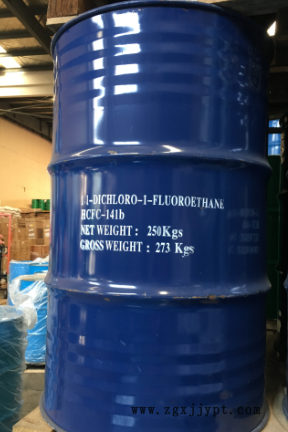 1 1-DICHLORO-1-FLUOROETHANE
HCFC-141b
NET WEIGHT: 250Kgs
GROSS WEIGHT: 273 Kgs
www.zgxjjypt.com